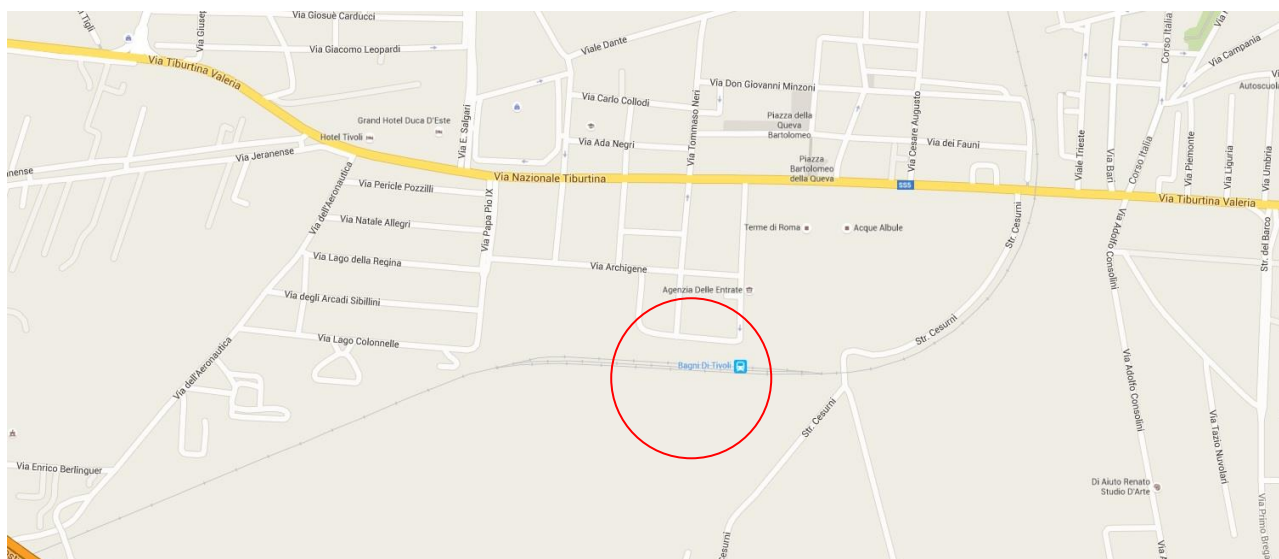 Via Giosuè Carducci
Via Giacomo Leopardi
Viale Dante
Via Campania
Corso Italia
Via Tiburtina Valeria
Via Don Giovanni Minzoni
Autoscuola
Via Carlo Collodi
Via E. Salgari
Via Tommaso Neri
Piazza della
Queva
Bartolomeo
Via Cesare Augusto
Grand Hotel Duca D'Este
Hotel Tivoli
Via Ada Negri
Via dei Fauni
Via Jeranense
Piazza
Bartolomeo
della Queva
Viale Trieste
Via Bari
Corso Italia
Via Piemonte
Via Liguria
Via Umbria
Via Nazionale Tiburtina
SS5
Via Tiburtina Valeria
Via Pericle Pozzilli
Via dell'Aeronautica
Via Natale Allegri
Via Papa Pio IX
Terme di Roma
Acque Albule
Str. Cesurni
Via Adolfo Consolini
Str. del Barco
Via Lago della Regina
Via Archigene
Via degli Arcadi Sibillini
Agenzia Delle Entrate
Via Lago Colonnelle
Str. Cesurni
Bagni Di Tivoli
Via dell'Aeronautica
Via Adolfo Consolini
Str. Cesurni
Via Tazio Nuvolari
Via Enrico Berlinguer
Di Aiuto Renato
Studio D'Arte
Via Primo Brega